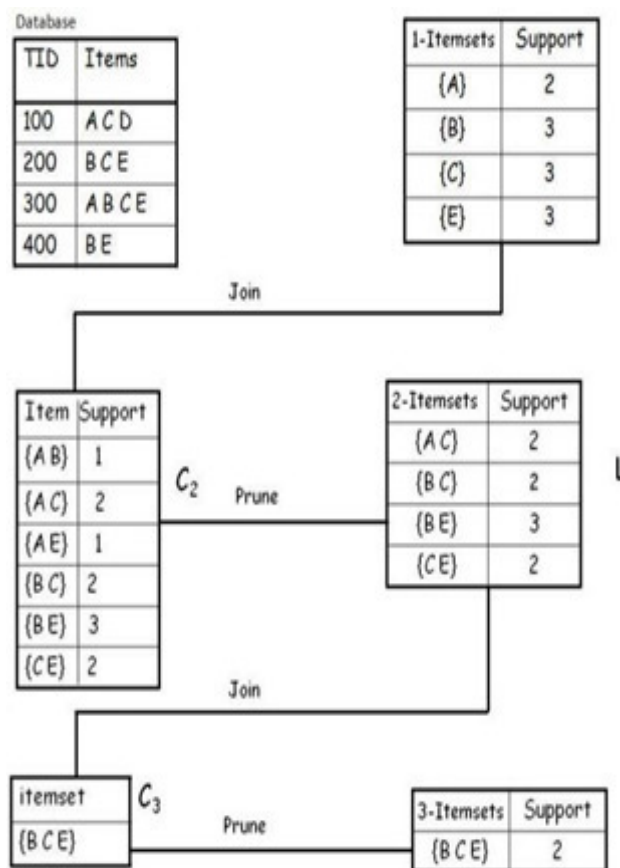 Database
TID Items
100 A C D
200 B C E
300 A B C E
400 B E
1-Itemsets Support
{A} 2
{B} 3
{C} 3
{E} 3
Join
Item Support
{A B} 1
{A C} 2
{A E} 1
{B C} 2
{B E} 3
{C E} 2
C2
Prune
2-Itemsets Support
{A C} 2
{B C} 2
{B E} 3
{C E} 2
L
Join
itemset
{B C E}
C3
Prune
3-Itemsets Support
{B C E} 2